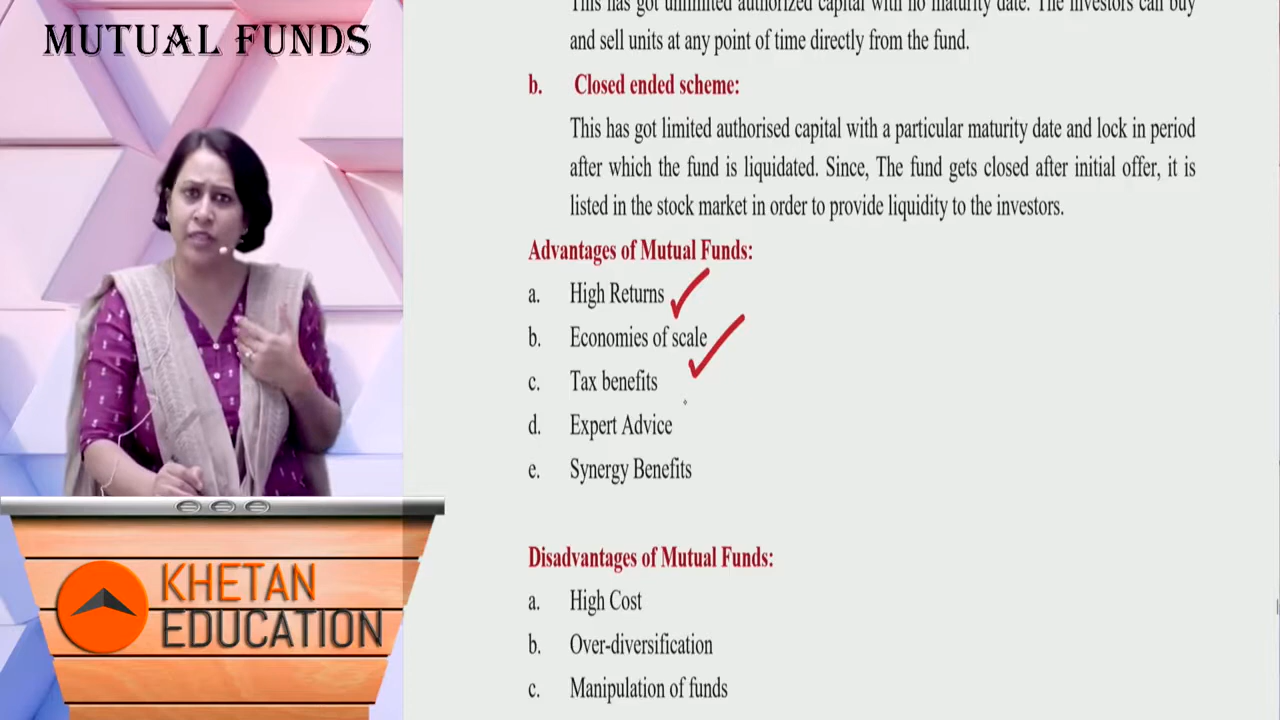 MUTUAL FUNDS
This has got unlimited authorized capital with no maturity date. The investors can buy
and sell units at any point of time directly from the fund.
b. Closed ended scheme:
This has got limited authorised capital with a particular maturity date and lock in period
after which the fund is liquidated. Since, The fund gets closed after initial offer, it is
listed in the stock market in order to provide liquidity to the investors.
Advantages of Mutual Funds:
a. High Returns
b. Economies of scale
c. Tax benefits
d. Expert Advice
e. Synergy Benefits
Disadvantages of Mutual Funds:
a. High Cost
b. Over-diversification
c. Manipulation of funds
KHETAN
EDUCATION